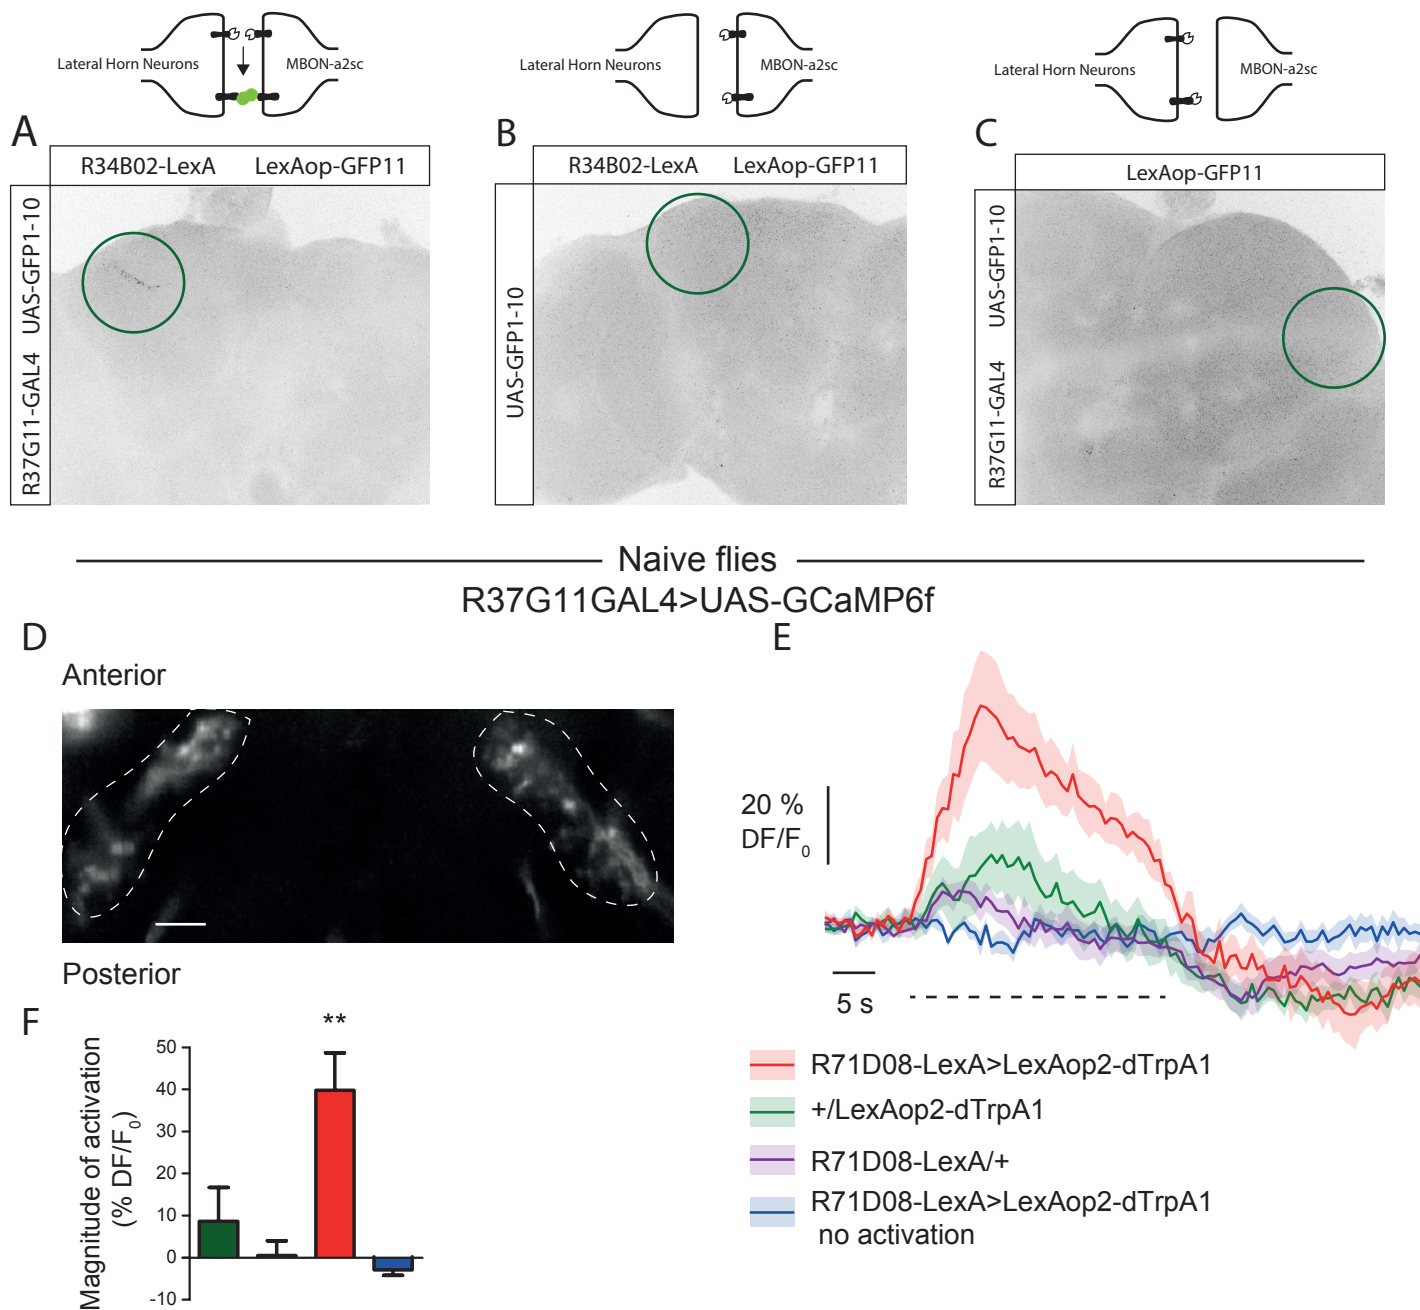 Lateral Horn Neurons MBON-a2sc
Lateral Horn Neurons MBON-a2sc
Lateral Horn Neurons MBON-a2sc
A
R34B02-LexA LexAop-GFP11
R37G11-GAL4 UAS-GFP1-10
B
R34B02-LexA LexAop-GFP11
UAS-GFP1-10
C
LexAop-GFP11
R37G11-GAL4 UAS-GFP1-10
Naive flies
R37G11GAL4>UAS-GCaMP6f
D
Anterior
Posterior
E
20 %
DF/F0
5 s
R71D08-LexA>LexAop2-dTrpA1
+/LexAop2-dTrpA1
R71D08-LexA/+
R71D08-LexA>LexAop2-dTrpA1
no activation
F
Magnitude of activation
(% DF/F0)
**
50
40
30
20
10
0
-10